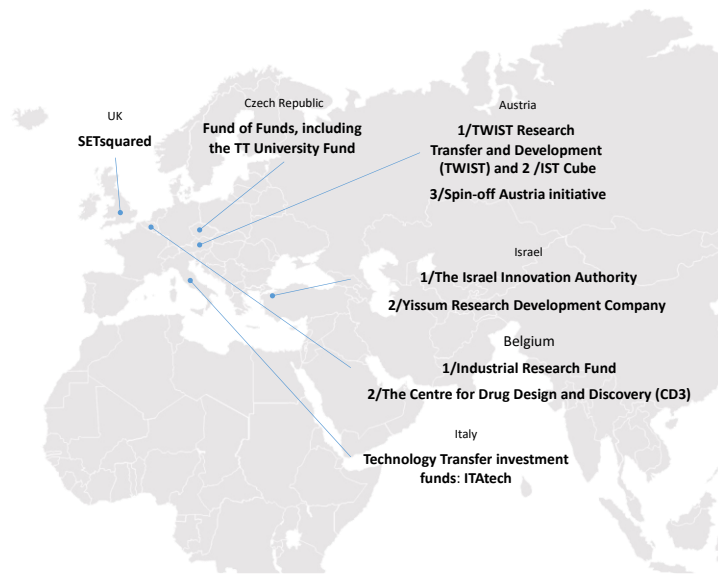 UK
SETsquared
Czech Republic
Fund of Funds, including
the TT University Fund
Austria
1/TWIST Research
Transfer and Development
(TWIST) and 2 /IST Cube
3/Spin-off Austria initiative
Israel
1/The Israel Innovation Authority
2/Yissum Research Development Company
Belgium
1/Industrial Research Fund
2/The Centre for Drug Design and Discovery (CD3)
Italy
Technology Transfer investment
funds: ITAtech